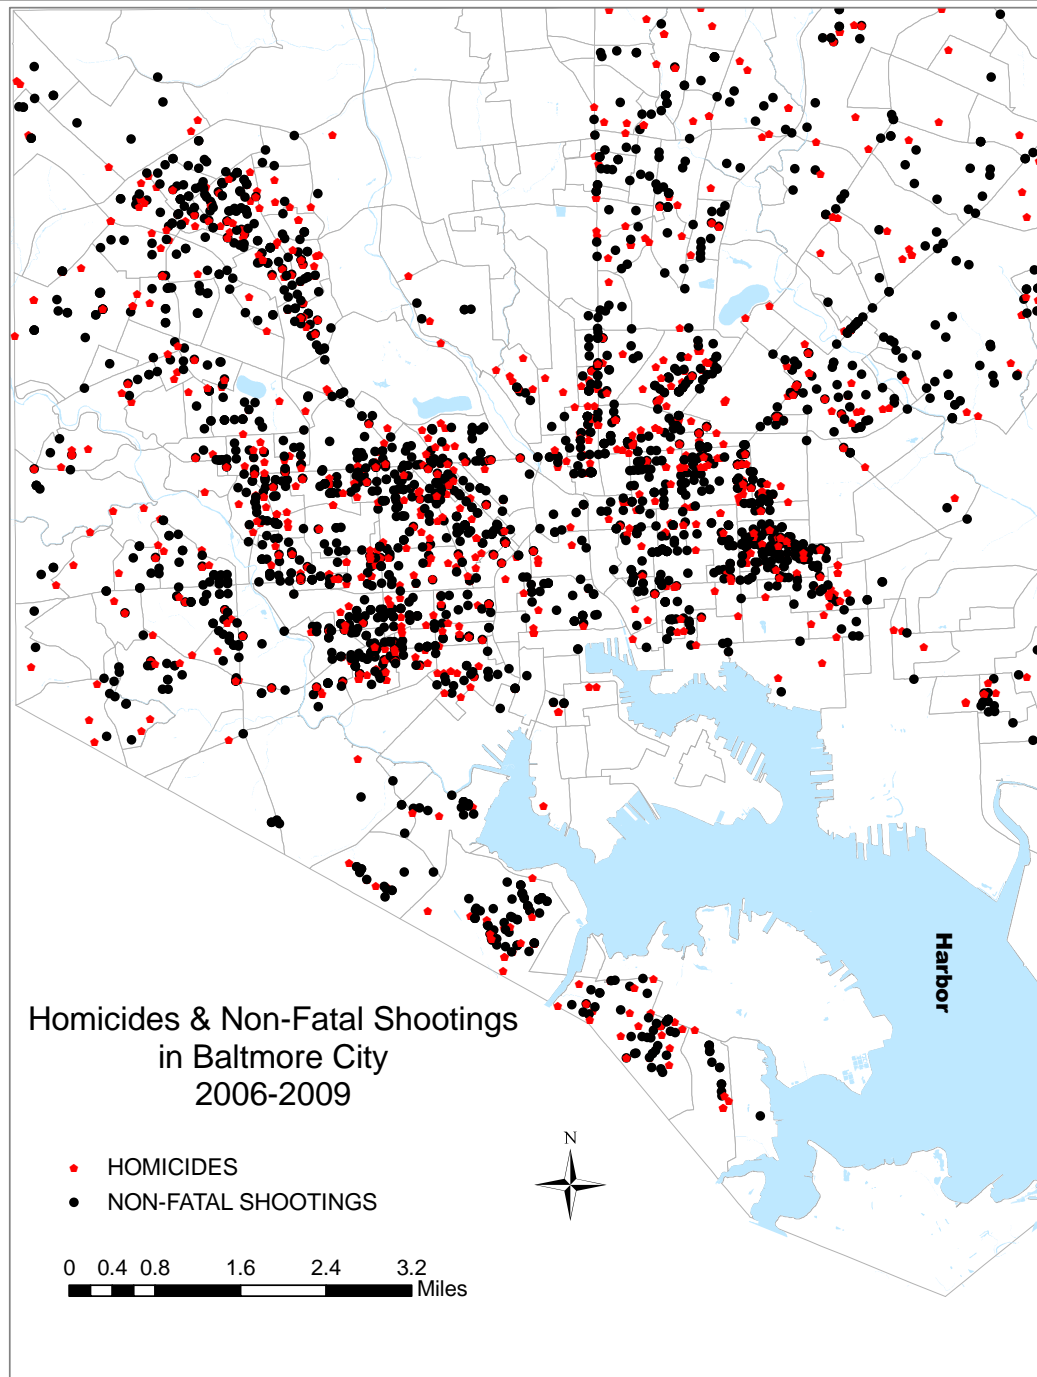 Harbor
Homicides & Non-Fatal Shootings
in Baltmore City
2006-2009
N
HOMICIDES
NON-FATAL SHOOTINGS
0 0.4 0.8 1.6 2.4 3.2
Miles